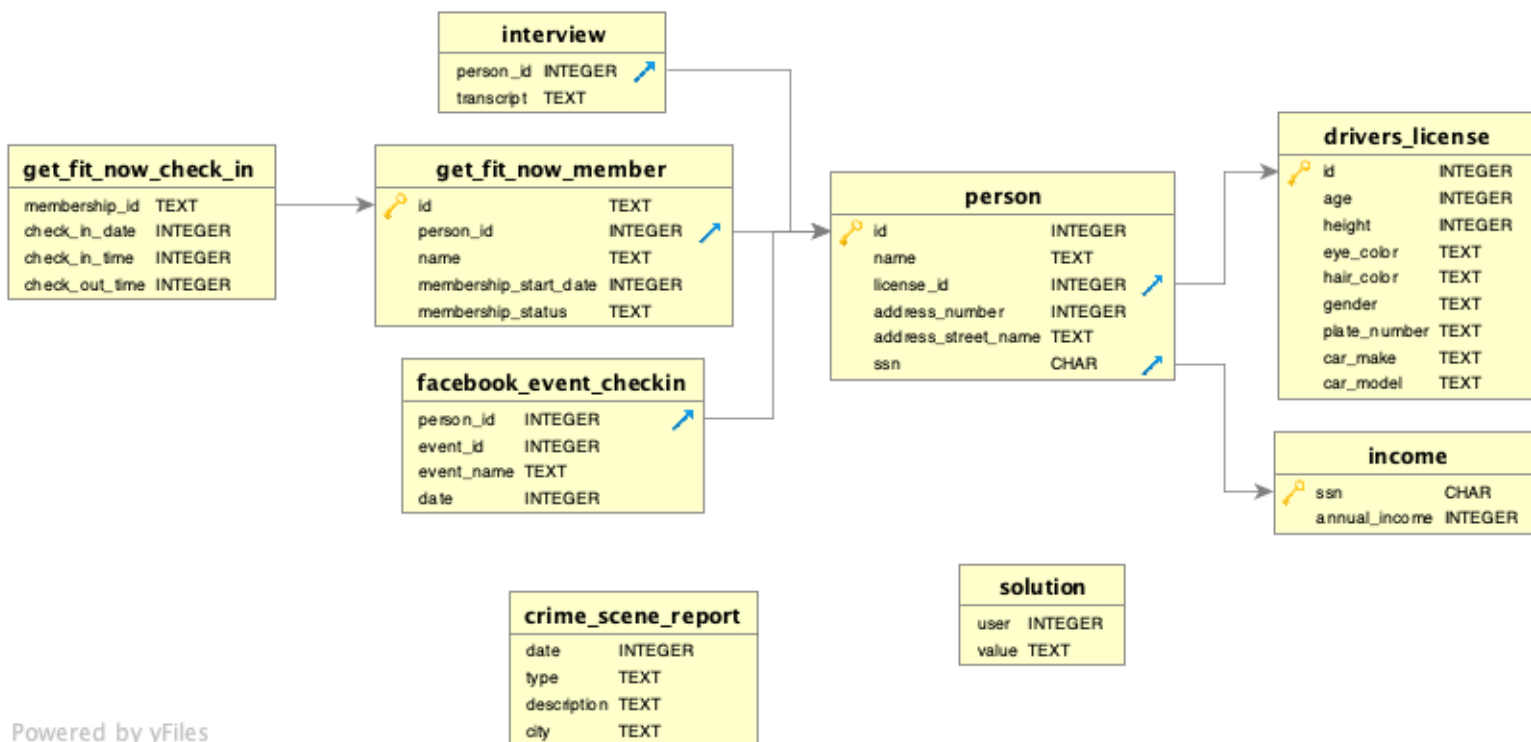 interview
person_id INTEGER
transcript TEXT
get_fit_now_check_in
membership_id TEXT
check_in_date INTEGER
check_in_time INTEGER
check_out_time INTEGER
get_fit_now_member
id TEXT
person_id INTEGER
name TEXT
membership_start_date INTEGER
membership_status TEXT
facebook_event_checkin
person_id INTEGER
event_id INTEGER
event_name TEXT
date INTEGER
person
id INTEGER
name TEXT
license_id INTEGER
address_number INTEGER
address_street_name TEXT
ssn CHAR
drivers_license
id INTEGER
age INTEGER
height INTEGER
eye_color TEXT
hair_color TEXT
gender TEXT
plate_number TEXT
car_make TEXT
car_model TEXT
income
ssn CHAR
annual_income INTEGER
crime_scene_report
date INTEGER
type TEXT
description TEXT
city TEXT
solution
user INTEGER
value TEXT
Powered by yFiles